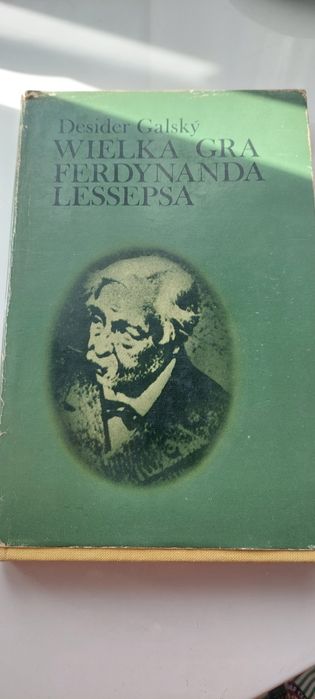 Desider Galský
WIELKA GRA
FERDYNANDA
LESSEPSA